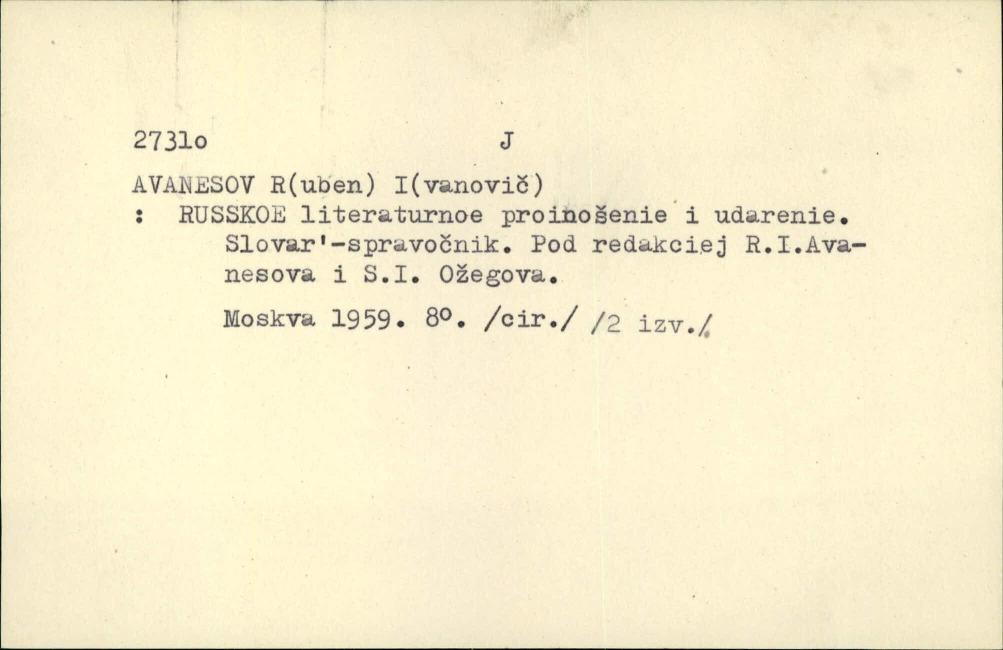 2731o J
AVANESOV R(uben) I(vanovič)
: RUSSKOE literaturnoe proinošenie i udarenie.
Slovar'-spravočnik. Pod redakciej R.I.Ava-
nesova i S.I. Ožegova.
Moskva 1959. 8º. /cir./ /2 izv./